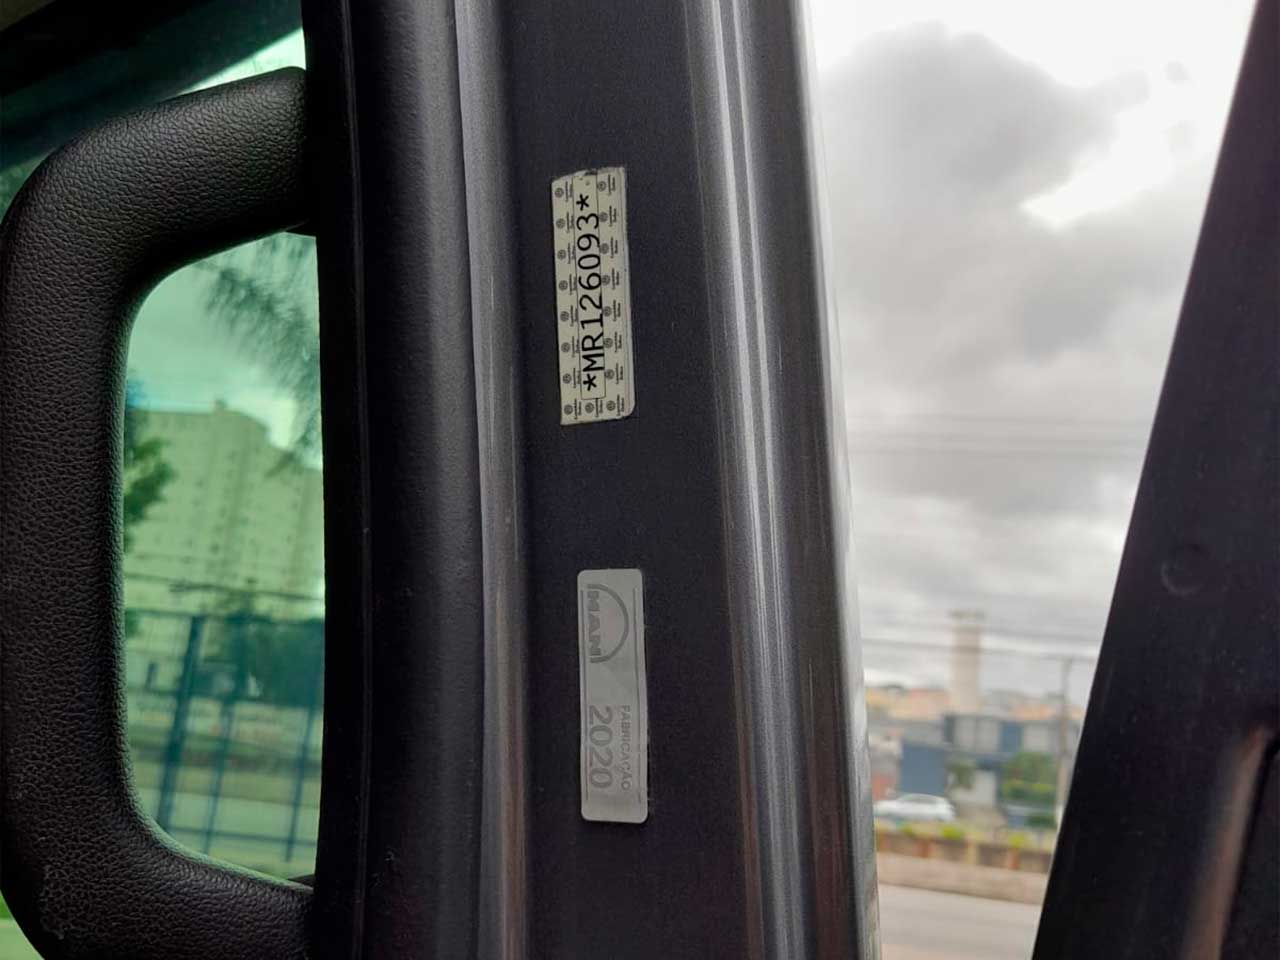 *MR126093*
MAN
FABRICAÇÃO
2020